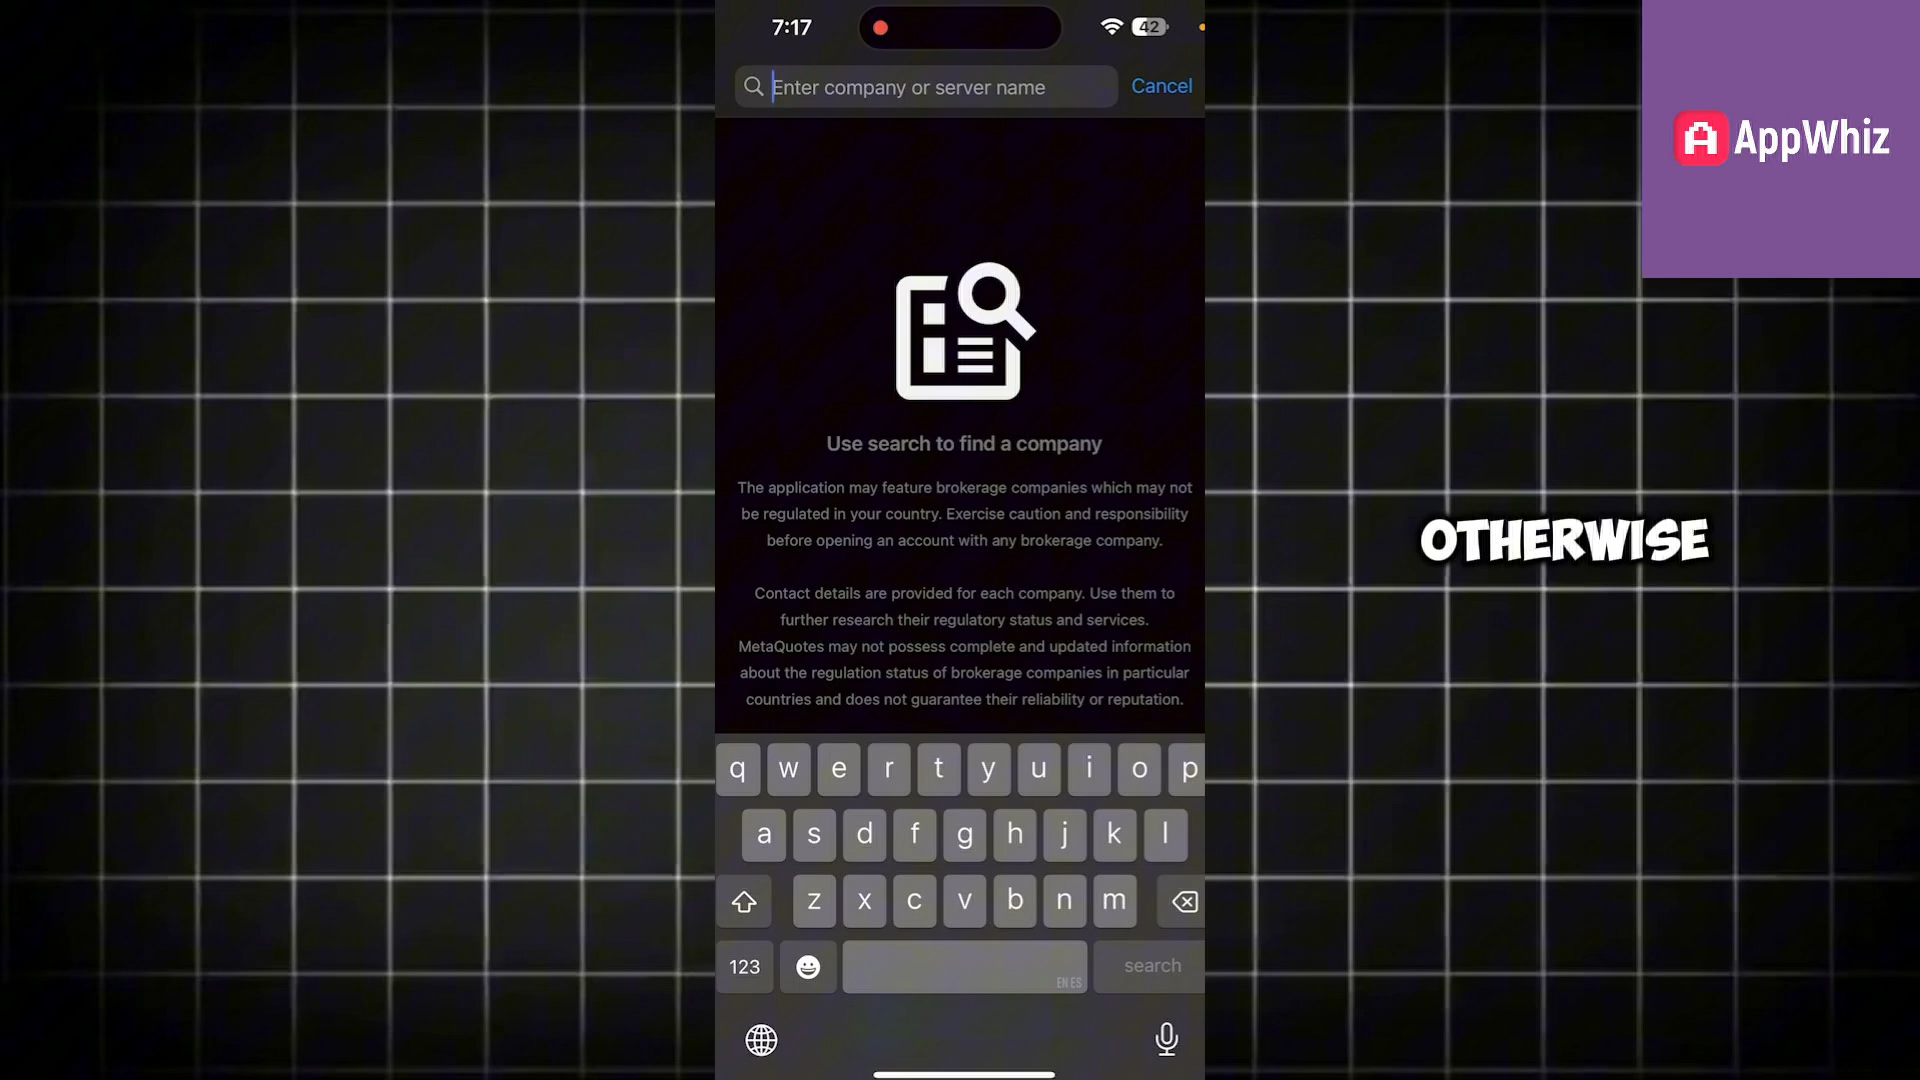 7:17
42
Enter company or server name
Cancel
AppWhiz
Use search to find a company
The application may feature brokerage companies which may not
be regulated in your country. Exercise caution and responsibility
before opening an account with any brokerage company.
OTHERWISE
Contact details are provided for each company. Use them to
further research their regulatory status and services.
MetaQuotes may not possess complete and updated information
about the regulation status of brokerage companies in particular
countries and does not guarantee their reliability or reputation.
q w e r t y u i o p
a s d f g h j k l
z x c v b n m
123
EN ES
search